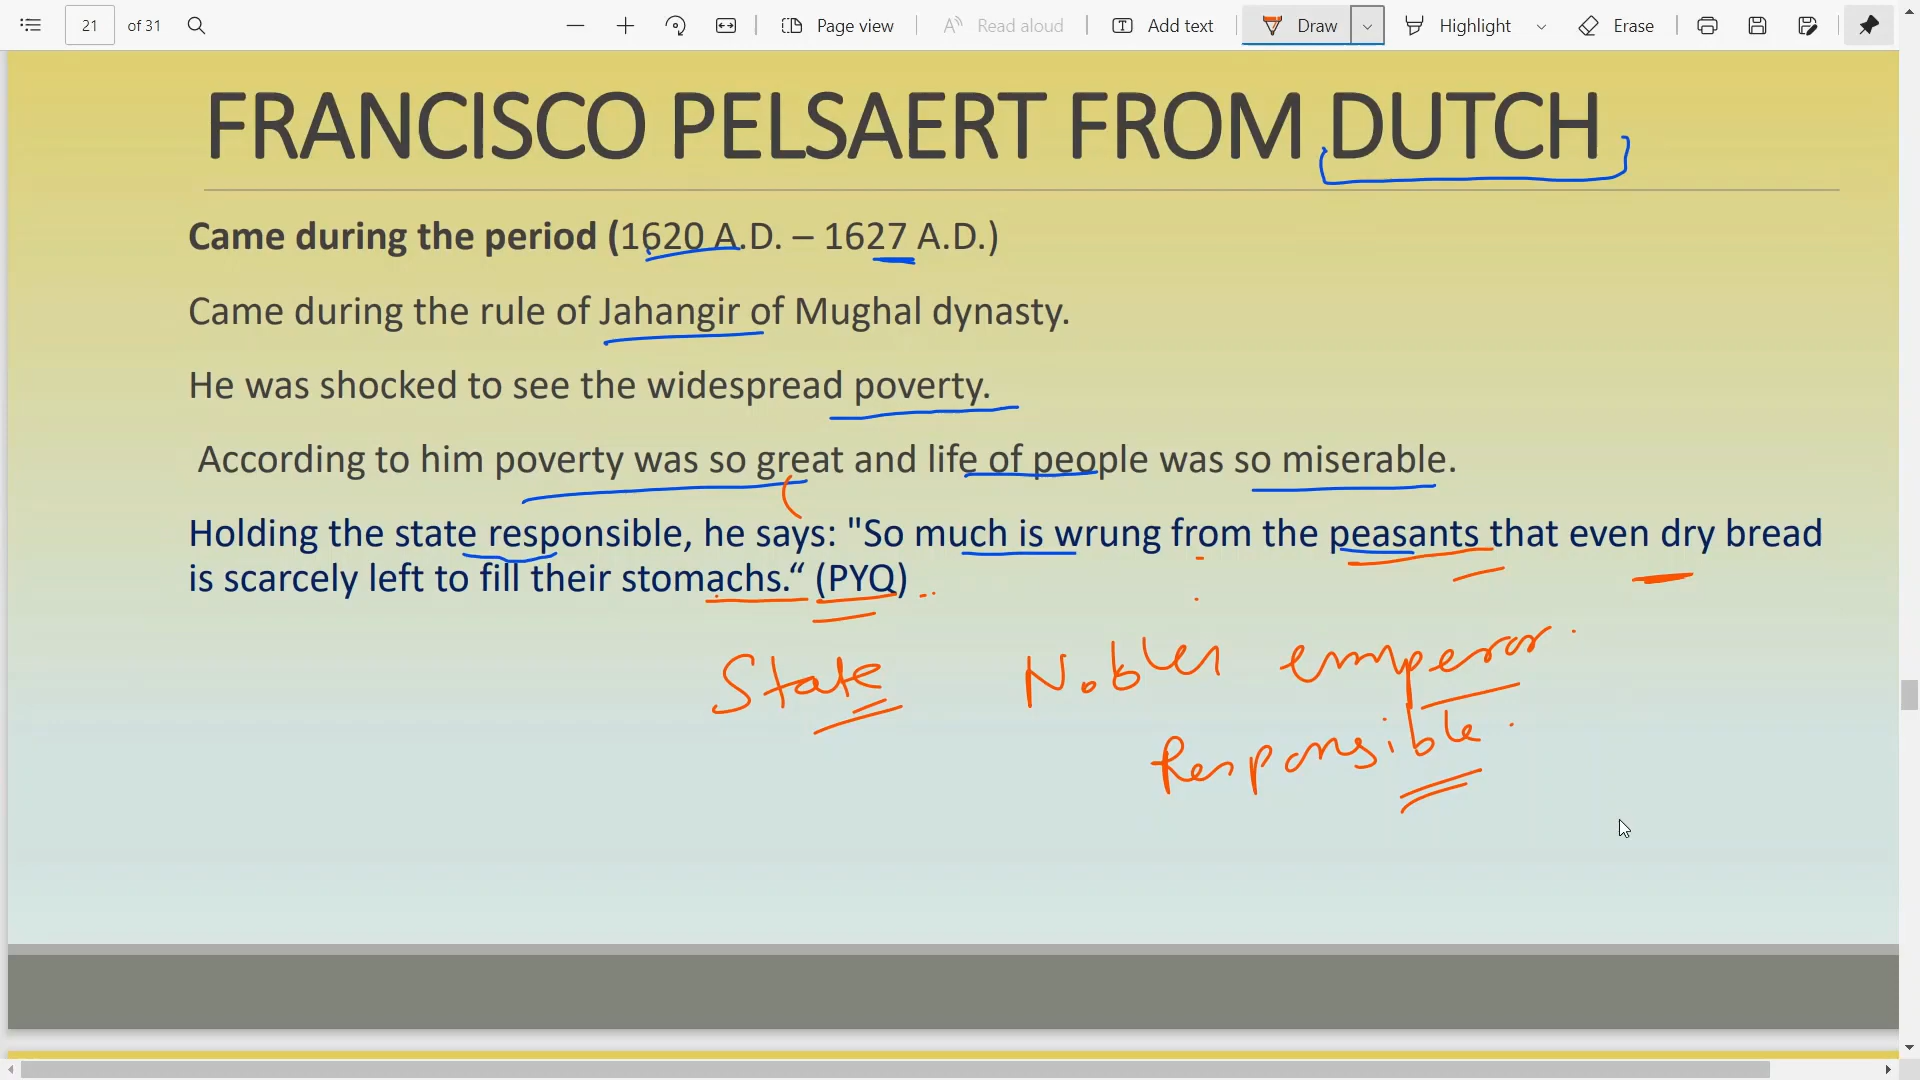 21 of 31 Page view Read aloud Add text Draw Highlight Erase
FRANCISCO PELSAERT FROM DUTCH
Came during the period (1620 A.D. – 1627 A.D.)
Came during the rule of Jahangir of Mughal dynasty.
He was shocked to see the widespread poverty.
According to him poverty was so great and life of people was so miserable.
Holding the state responsible, he says: "So much is wrung from the peasants that even dry bread
is scarcely left to fill their stomachs.“ (PYQ)
State Nobles emperor.
Responsible.